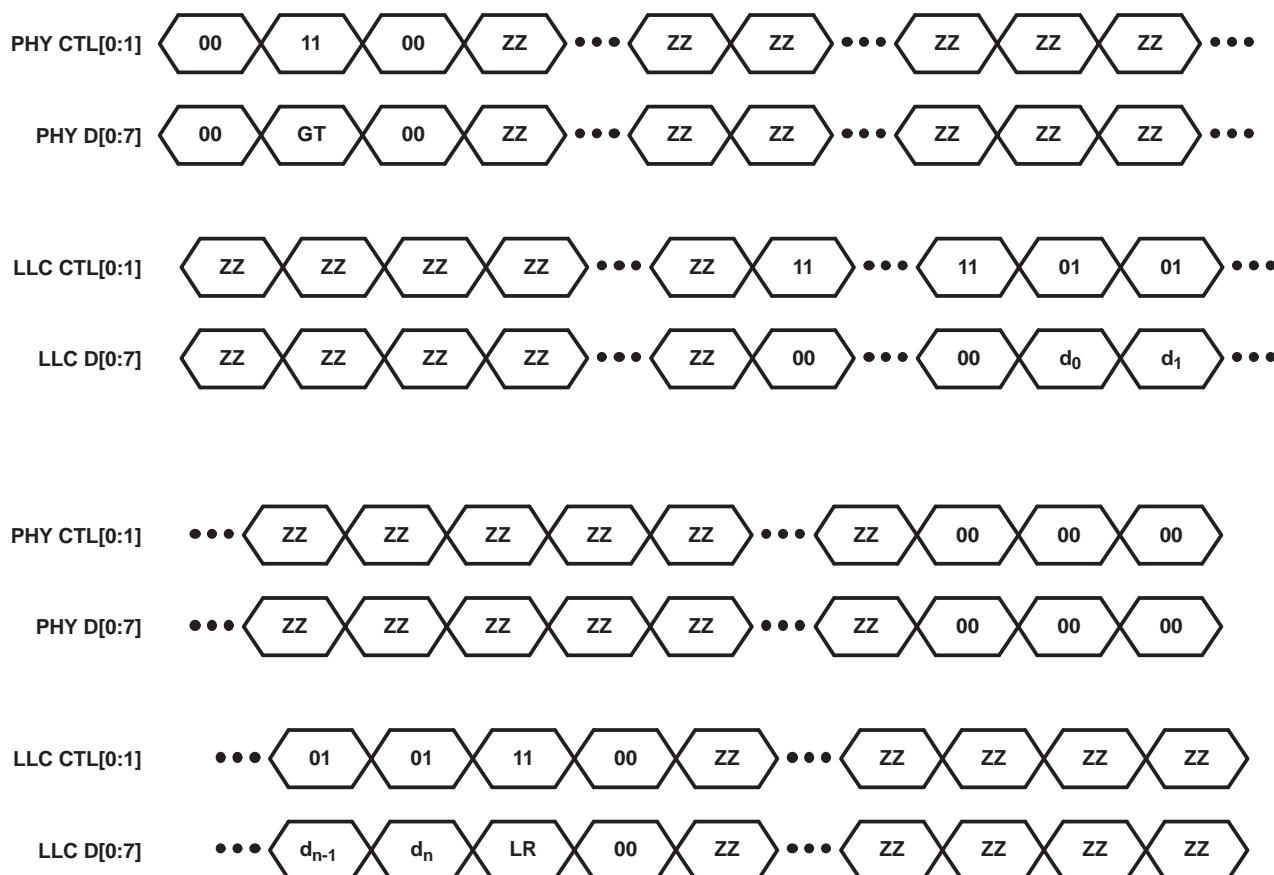 PHY CTL[0:1] 00 11 00 ZZ ••• ZZ ZZ ••• ZZ ZZ ZZ •••
PHY D[0:7] 00 GT 00 ZZ ••• ZZ ZZ ••• ZZ ZZ ZZ •••
LLC CTL[0:1] ZZ ZZ ZZ ZZ ••• ZZ 11 ••• 11 01 01 •••
LLC D[0:7] ZZ ZZ ZZ ZZ ••• ZZ 00 ••• 00 d0 d1 •••
PHY CTL[0:1] ••• ZZ ZZ ZZ ZZ ZZ ••• ZZ 00 00 00
PHY D[0:7] ••• ZZ ZZ ZZ ZZ ZZ ••• ZZ 00 00 00
LLC CTL[0:1] ••• 01 01 11 00 ZZ ••• ZZ ZZ ZZ ZZ
LLC D[0:7] ••• dn-1 dn LR 00 ZZ ••• ZZ ZZ ZZ ZZ